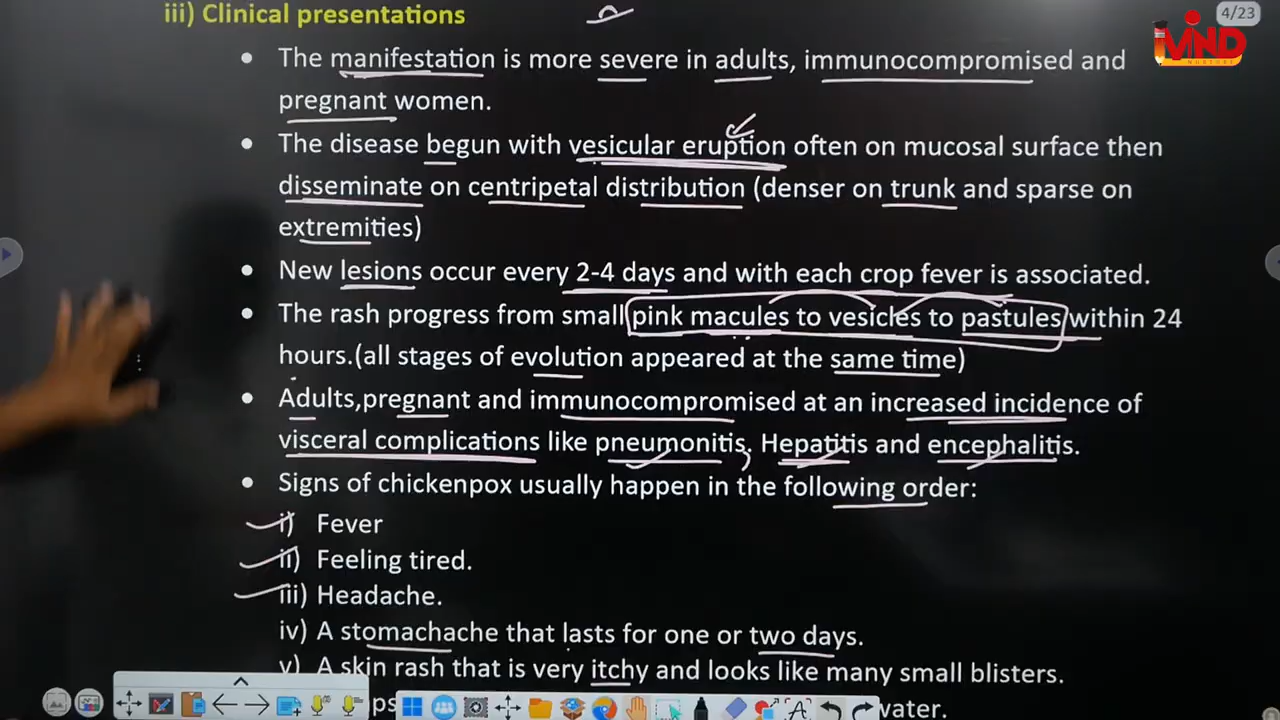 iii) Clinical presentations
4/23
MIND
• The manifestation is more severe in adults, immunocompromised and
pregnant women.
• The disease begun with vesicular eruption often on mucosal surface then
disseminate on centripetal distribution (denser on trunk and sparse on
extremities)
• New lesions occur every 2-4 days and with each crop fever is associated.
• The rash progress from small pink macules to vesicles to pastules within 24
hours.(all stages of evolution appeared at the same time)
• Adults,pregnant and immunocompromised at an increased incidence of
visceral complications like pneumonitis, Hepatitis and encephalitis.
• Signs of chickenpox usually happen in the following order:
i) Fever
ii) Feeling tired.
iii) Headache.
iv) A stomachache that lasts for one or two days.
v) A skin rash that is very itchy and looks like many small blisters.
water.